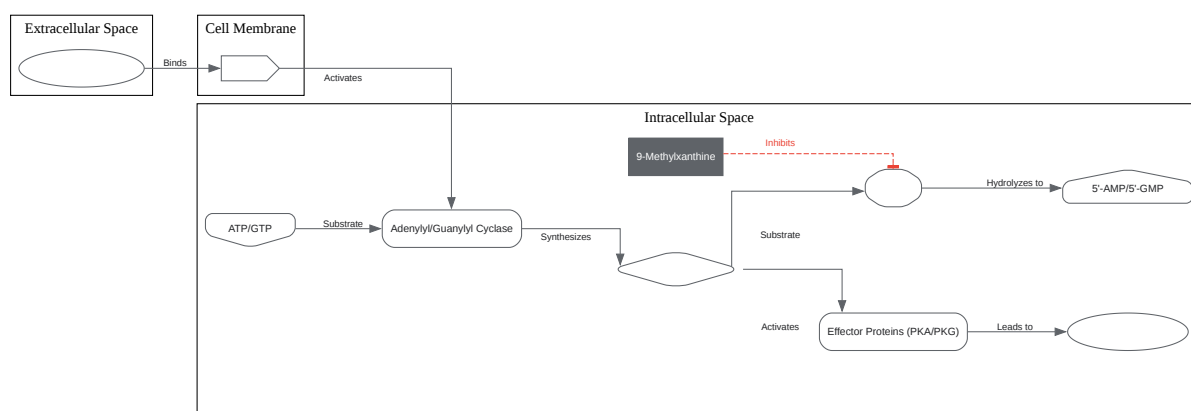 Extracellular Space
Cell Membrane
Binds
Activates
Intracellular Space
9-Methylxanthine
Inhibits
Hydrolyzes to
5'-AMP/5'-GMP
ATP/GTP
Substrate
Adenylyl/Guanylyl Cyclase
Synthesizes
Substrate
Activates
Effector Proteins (PKA/PKG)
Leads to